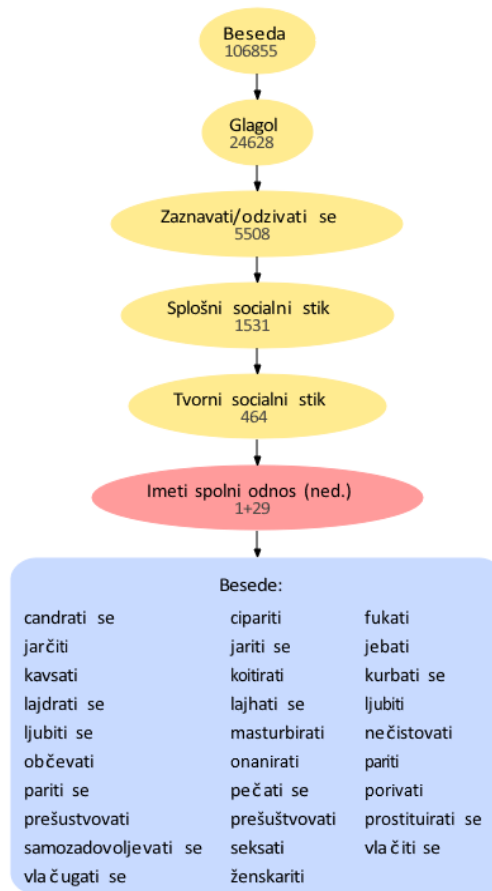 Beseda
106855
Glagol
24628
Zaznavati/odzivati se
5508
Splošni socialni stik
1531
Tvorni socialni stik
464
Imeti spolni odnos (ned.)
1+29
Besede:
candrati se cipariti fukati
jarčiti jariti se jebati
kavsati koitirati kurbati se
lajdrati se lajhati se ljubiti
ljubiti se masturbirati nečistovati
občevati onanirati pariti
pariti se pečati se porivati
prešustvovati prešuštvovati prostituirati se
samozadovoljevati se seksati vlačiti se
vlačugati se ženskariti